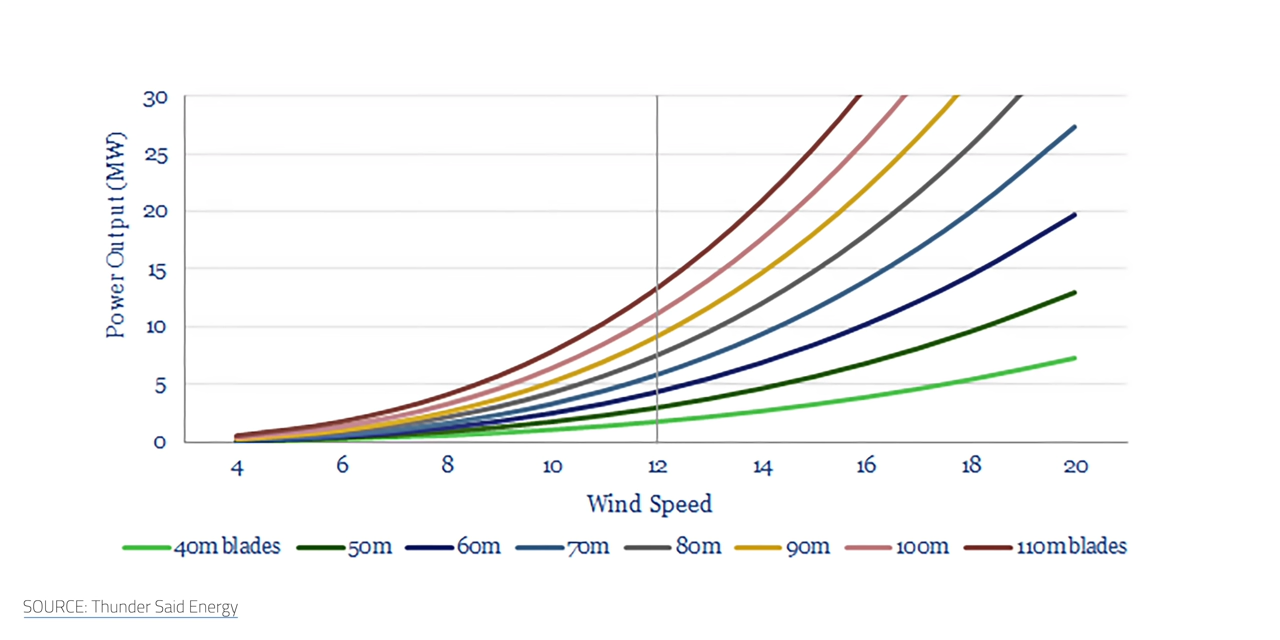 Power Output (MW)
30
25
20
15
10
5
0
4 6 8 10 12 14 16 18 20
Wind Speed
40m blades 50m 60m 70m 80m 90m 100m 110m blades
SOURCE: Thunder Said Energy